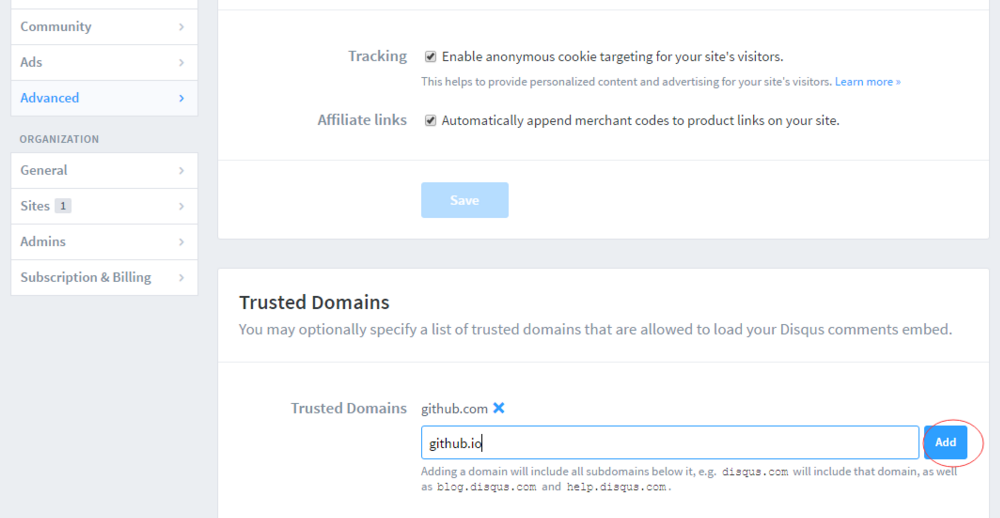 Community
Ads
Advanced
ORGANIZATION
General
Sites 1
Admins
Subscription & Billing
Tracking
Enable anonymous cookie targeting for your site's visitors.
This helps to provide personalized content and advertising for your site's visitors. Learn more »
Affiliate links
Automatically append merchant codes to product links on your site.
Save
Trusted Domains
You may optionally specify a list of trusted domains that are allowed to load your Disqus comments embed.
Trusted Domains
github.com
github.io
Add
Adding a domain will include all subdomains below it, e.g. disqus.com will include that domain, as well
as blog.disqus.com and help.disqus.com.